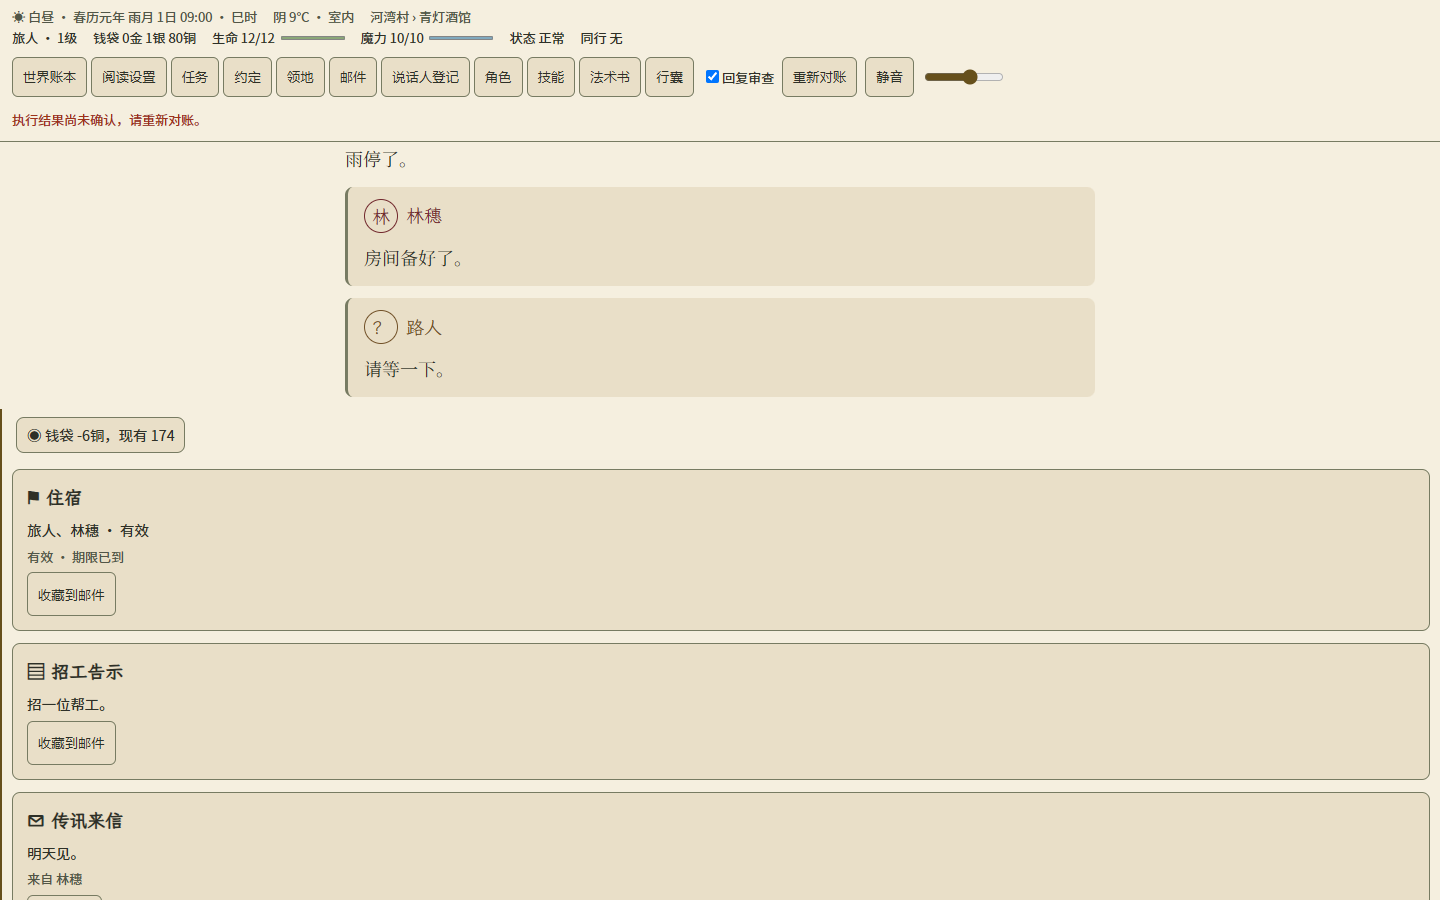 ☀ 白昼 · 春历元年 雨月 1日 09:00 · 巳时 阴 9°C · 室内 河湾村 › 青灯酒馆
旅人 · 1级 钱袋 0金 1银 80铜 生命 12/12 魔力 10/10 状态 正常 同行 无
世界账本 阅读设置 任务 约定 领地 邮件 说话人登记 角色 技能 法术书 行囊 回复审查 重新对账 静音
执行结果尚未确认，请重新对账。
雨停了。
林 林穗
房间备好了。
？ 路人
请等一下。
◉ 钱袋 -6铜，现有 174
⚑ 住宿
旅人、林穗 · 有效
有效 · 期限已到
收藏到邮件
▤ 招工告示
招一位帮工。
收藏到邮件
✉ 传讯来信
明天见。
来自 林穗